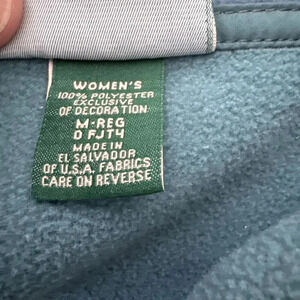 WOMEN'S
100% POLYESTER
EXCLUSIVE
OF DECORATION
M-REG
D FJT4
MADE IN
EL SALVADOR
OF U.S.A. FABRICS
CARE ON REVERSE